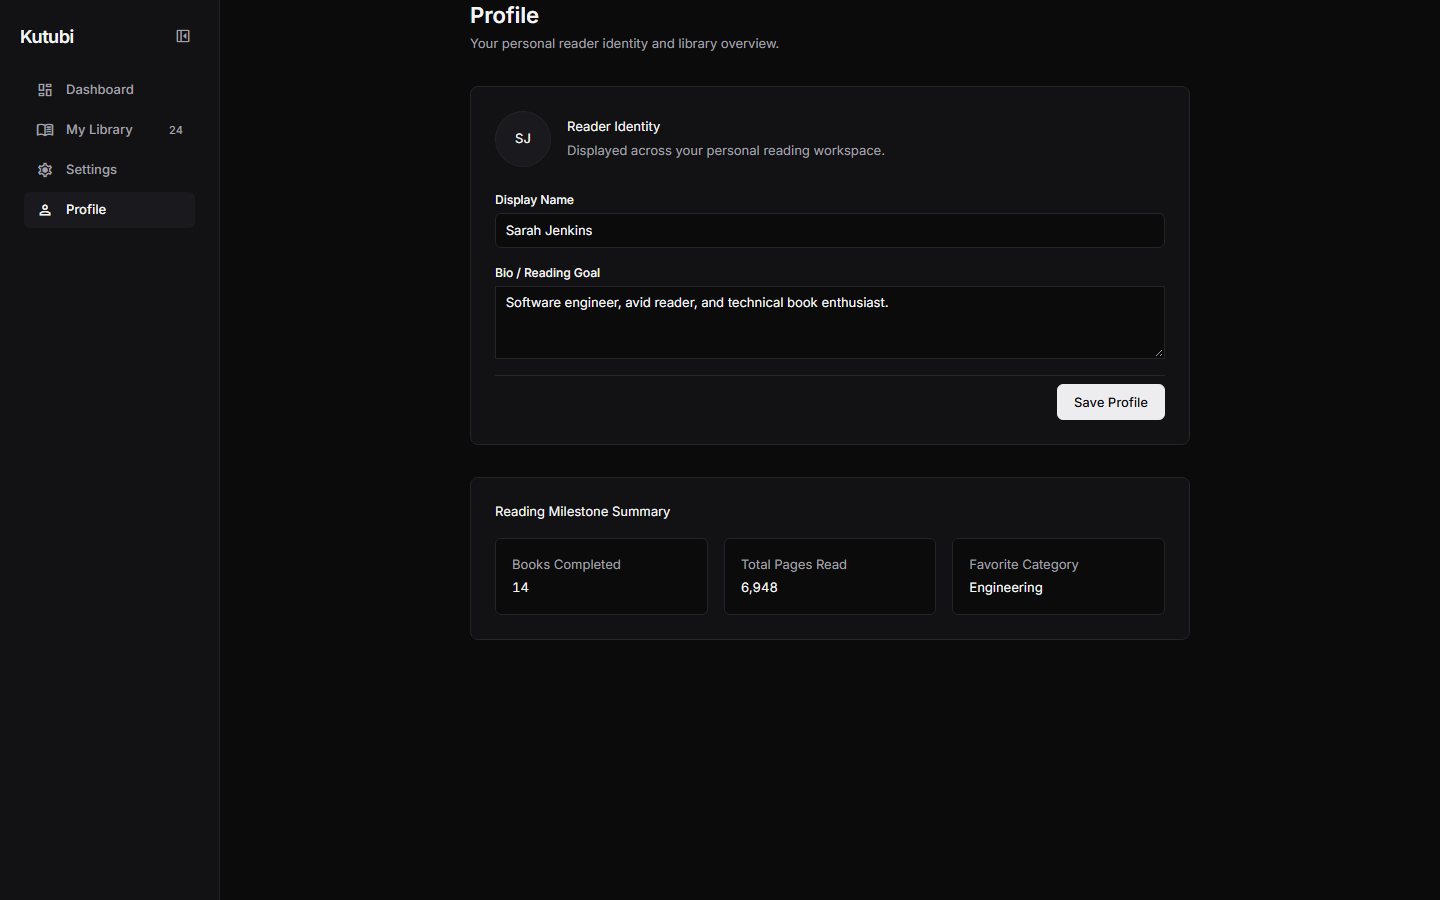 Kutubi
Dashboard
My Library 24
Settings
Profile
Profile
Your personal reader identity and library overview.
SJ
Reader Identity
Displayed across your personal reading workspace.
Display Name
Sarah Jenkins
Bio / Reading Goal
Software engineer, avid reader, and technical book enthusiast.
Save Profile
Reading Milestone Summary
Books Completed
14
Total Pages Read
6,948
Favorite Category
Engineering